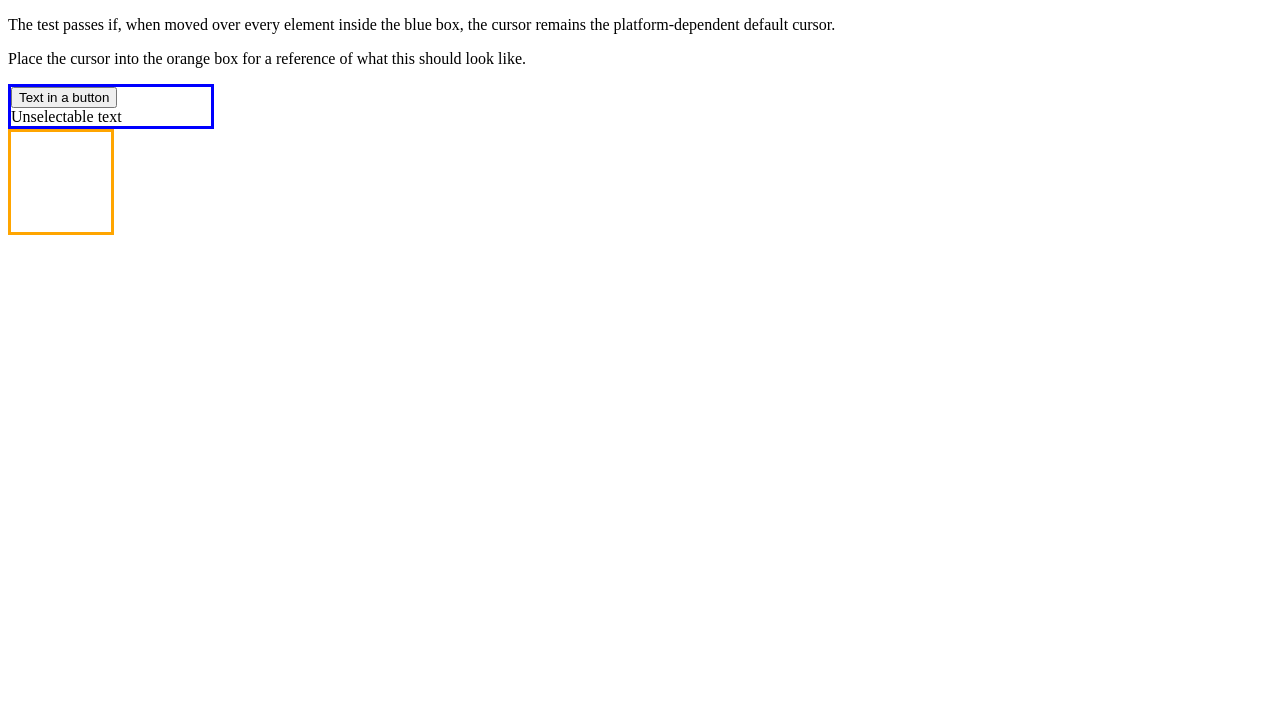 The test passes if, when moved over every element inside the blue box, the cursor remains the platform-dependent default cursor.
Place the cursor into the orange box for a reference of what this should look like.
Text in a button
Unselectable text